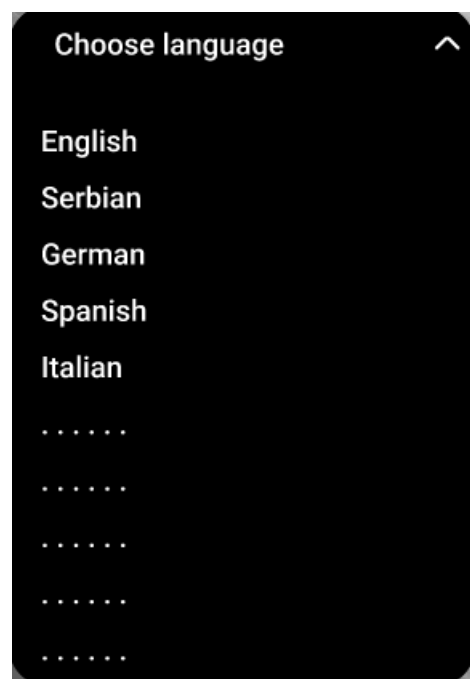 Choose language
English
Serbian
German
Spanish
Italian
. . . . . .
. . . . . .
. . . . . .
. . . . . .
. . . . . .